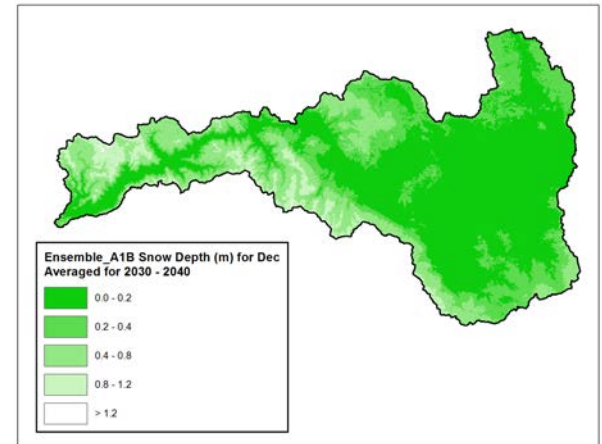 Ensemble_A1B Snow Depth (m) for Dec
Averaged for 2030 - 2040
0.0 - 0.2
0.2 - 0.4
0.4 - 0.8
0.8 - 1.2
> 1.2